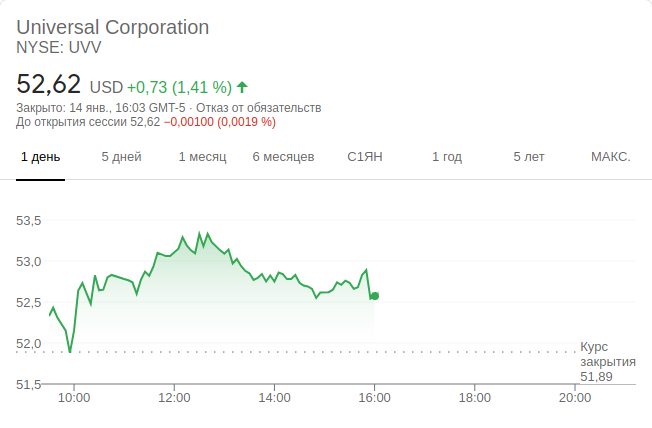 Universal Corporation
NYSE: UVV
52,62 USD +0,73 (1,41 %)
Закрыто: 14 янв., 16:03 GMT-5 · Отказ от обязательств
До открытия сессии 52,62 −0,00100 (0,0019 %)
1 день 5 дней 1 месяц 6 месяцев С1ЯН 1 год 5 лет МАКС.
53,5
53,0
52,5
52,0
Курс
закрытия
51,89
51,5
10:00 12:00 14:00 16:00 18:00 20:00